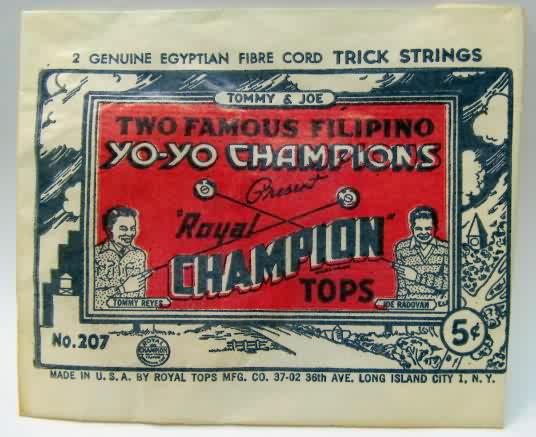 2 GENUINE EGYPTIAN FIBRE CORD TRICK STRINGS
TOMMY & JOE
TWO FAMOUS FILIPINO
YO-YO CHAMPIONS
Present
"Royal
CHAMPION"
TOPS
TOMMY REYES
JOE RADOVAN
No. 207
ROYAL
CHAMPION
5¢
MADE IN U.S.A. BY ROYAL TOPS MFG. CO. 37-02 36th AVE. LONG ISLAND CITY 1, N.Y.